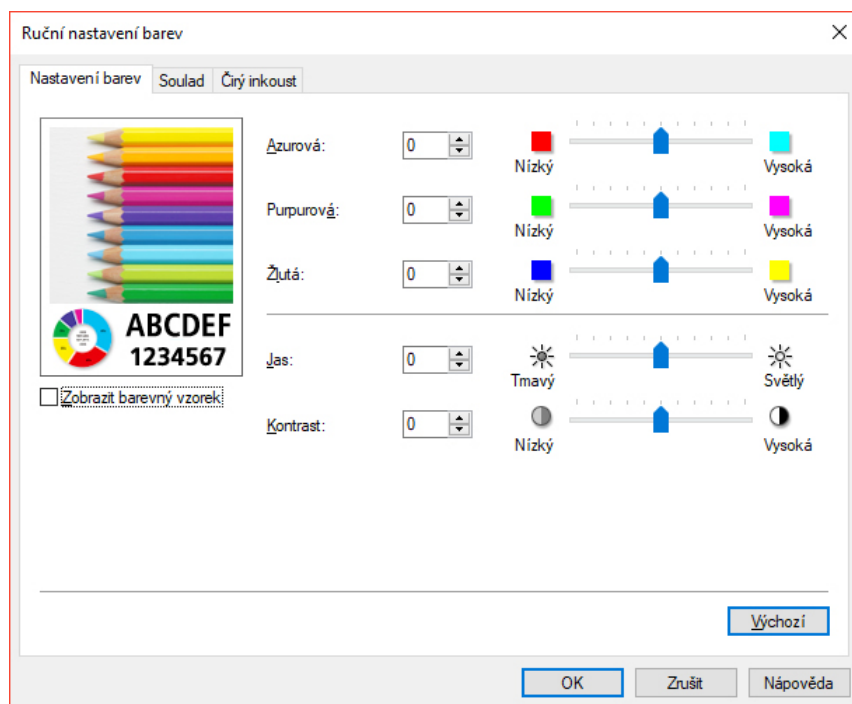 Ruční nastavení barev
Nastavení barev
Soulad
Čirý inkoust
ABCDEF
1234567
Zobrazit barevný vzorek
Azurová:
0
Nízký
Vysoká
Purpurová:
0
Nízký
Vysoká
Žlutá:
0
Nízký
Vysoká
Jas:
0
Tmavý
Světlý
Kontrast:
0
Nízký
Vysoká
Výchozí
OK
Zrušit
Nápověda